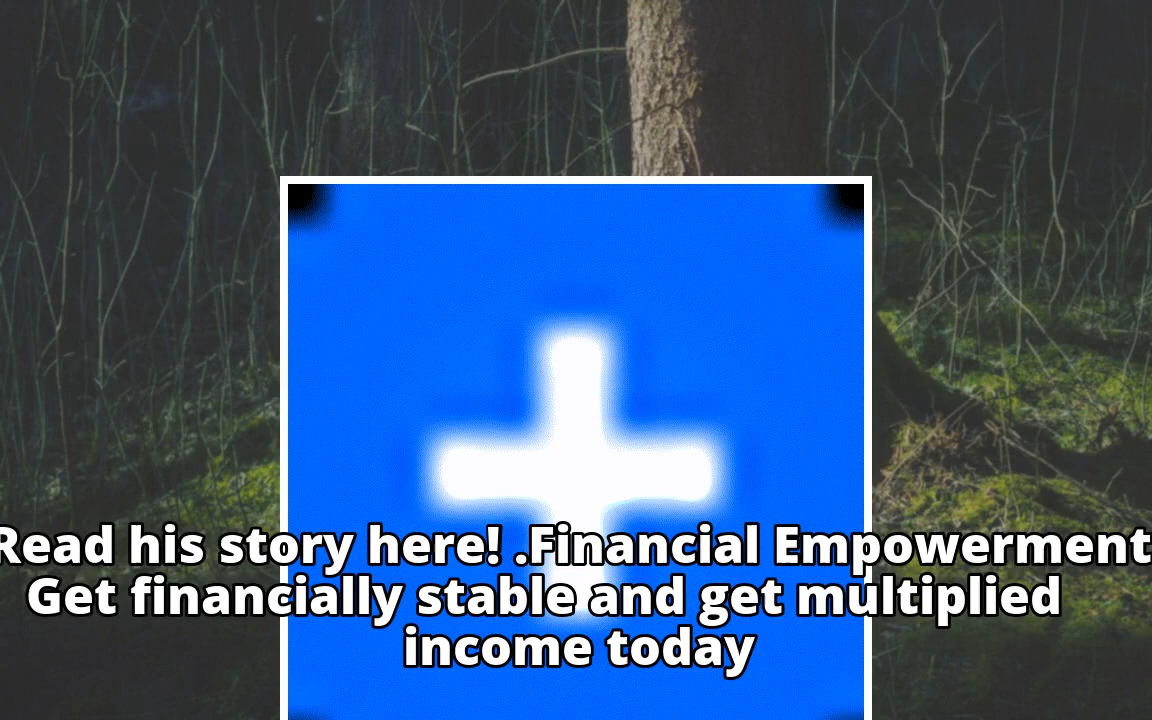 Read his story here! .Financial Empowerment
Get financially stable and get multiplied
income today